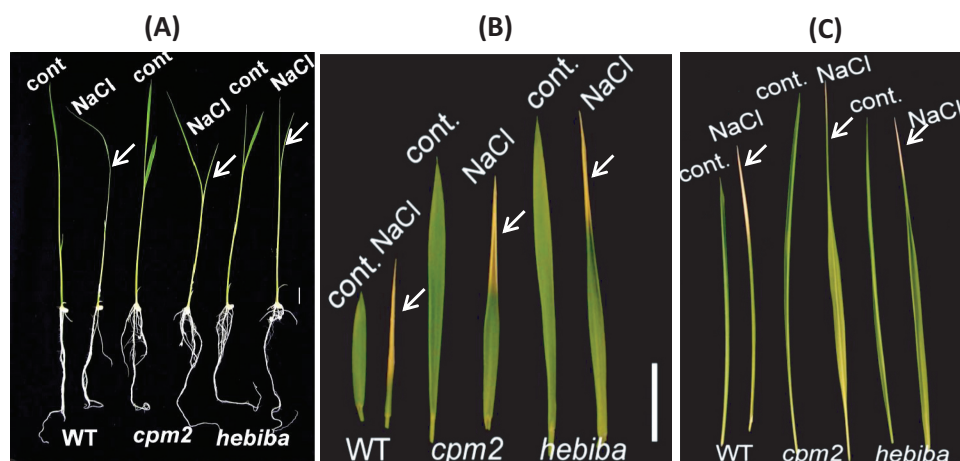 (A)
cont
NaCl
cont
NaCl
cont
NaCl
WT cpm2 hebiba
(B)
cont.
NaCl
cont.
NaCl
cont.
NaCl
WT cpm2 hebiba
(C)
cont.
NaCl
cont.
NaCl
cont.
NaCl
WT cpm2 hebiba